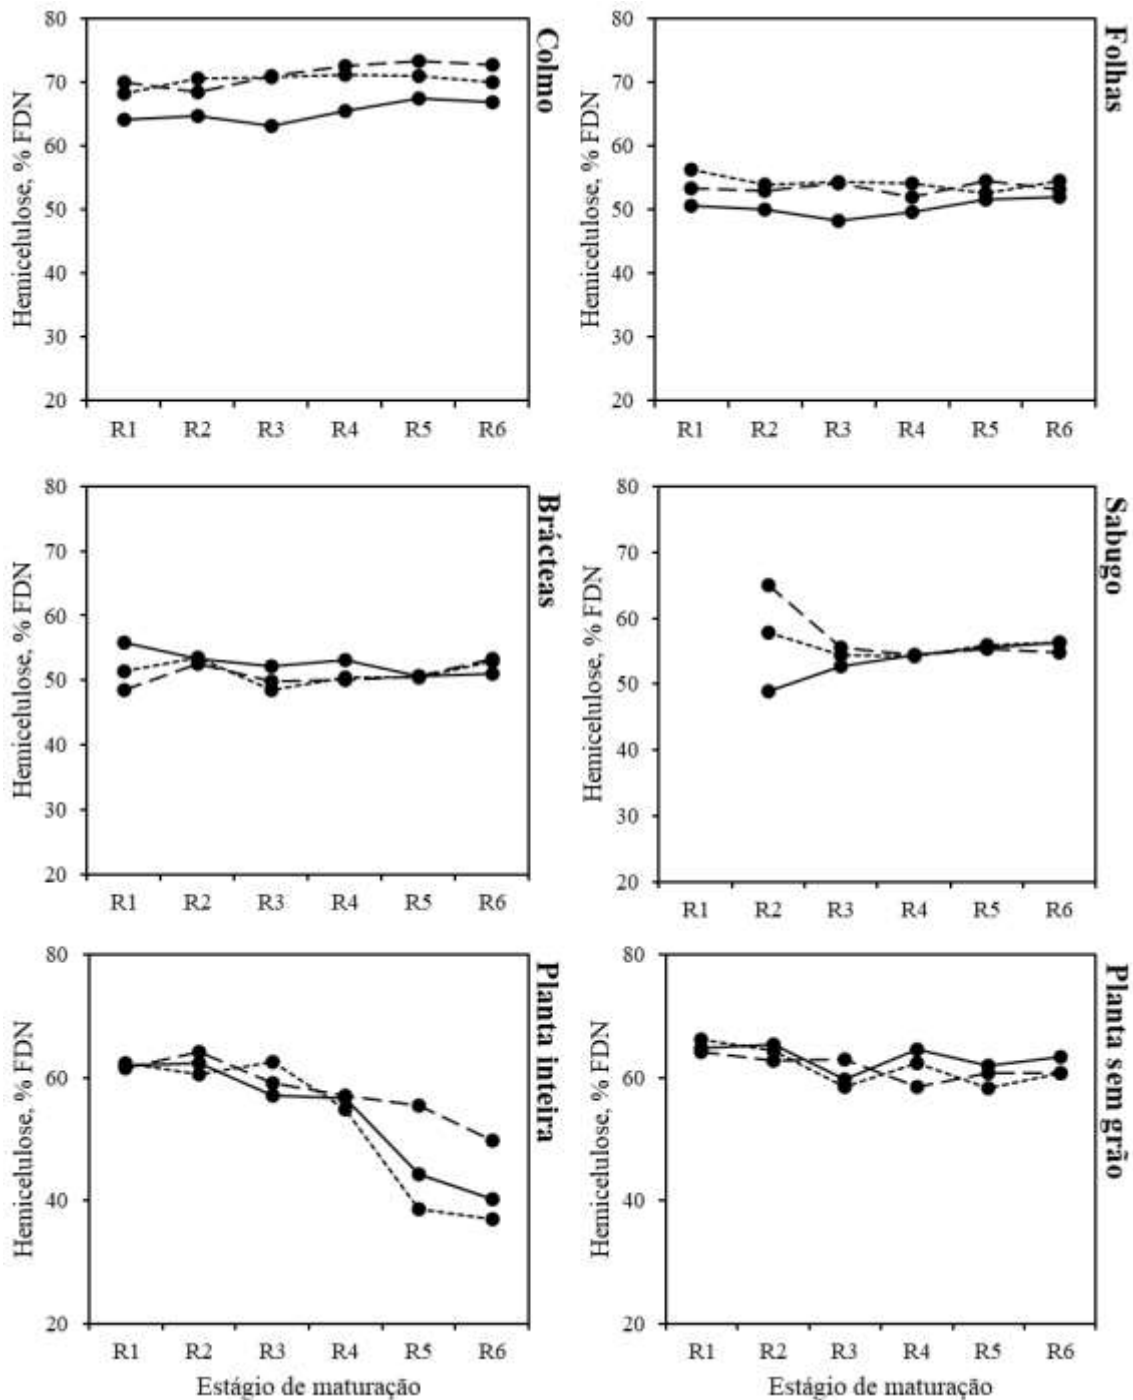 80
70
60
50
40
30
20
Hemicelulose, % FDN
R1 R2 R3 R4 R5 R6
Colmo
80
70
60
50
40
30
20
Hemicelulose, % FDN
R1 R2 R3 R4 R5 R6
Folhas
80
70
60
50
40
30
20
Hemicelulose, % FDN
R1 R2 R3 R4 R5 R6
Brácteas
80
70
60
50
40
30
20
Hemicelulose, % FDN
R1 R2 R3 R4 R5 R6
Sabugo
80
60
40
20
Hemicelulose, % FDN
R1 R2 R3 R4 R5 R6
Estágio de maturação
Planta inteira
80
60
40
20
Hemicelulose, % FDN
R1 R2 R3 R4 R5 R6
Estágio de maturação
Planta sem grão